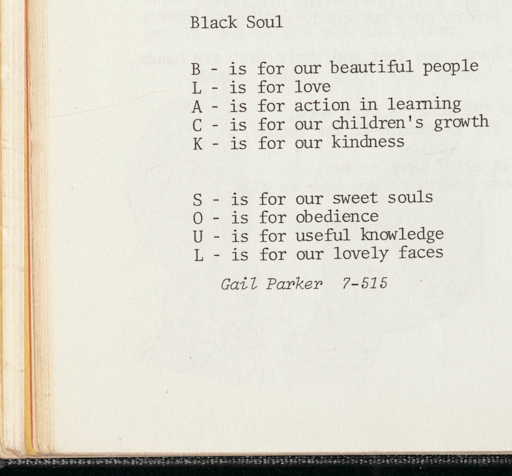 Black Soul
B - is for our beautiful people
L - is for love
A - is for action in learning
C - is for our children's growth
K - is for our kindness
S - is for our sweet souls
O - is for obedience
U - is for useful knowledge
L - is for our lovely faces
Gail Parker 7-515